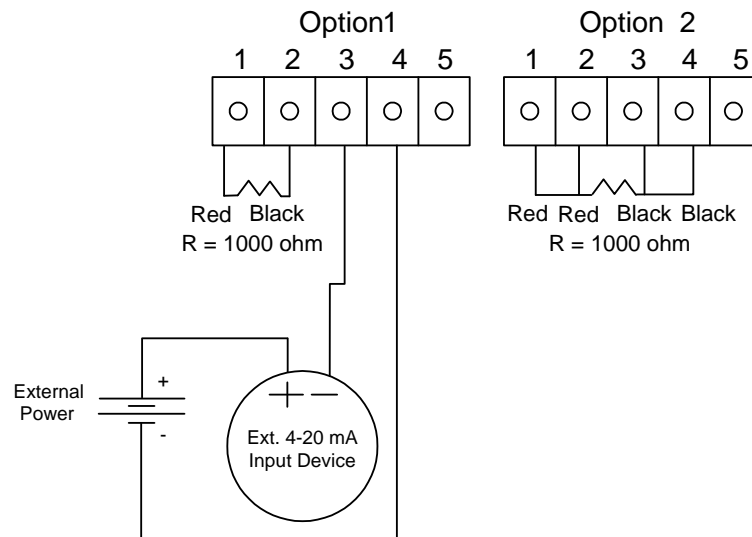 Option1
1 2 3 4 5
Red Black
R = 1000 ohm
Option 2
1 2 3 4 5
Red Red Black Black
R = 1000 ohm
External
Power
+
-
+ −
Ext. 4-20 mA
Input Device